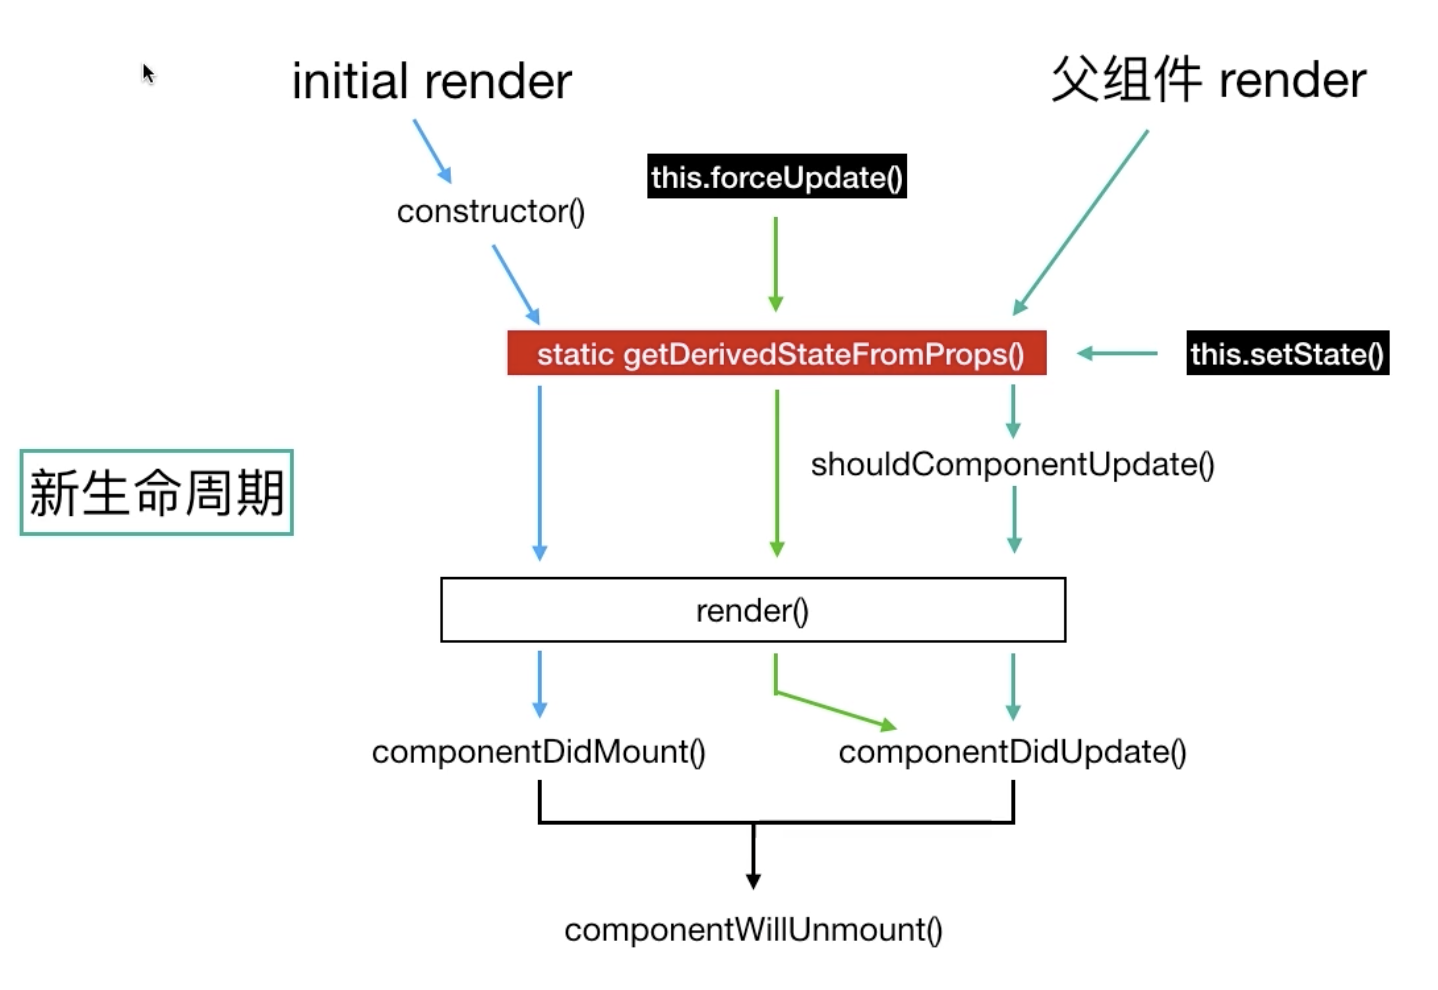 initial render
父组件 render
this.forceUpdate()
constructor()
static getDerivedStateFromProps()
this.setState()
shouldComponentUpdate()
新生命周期
render()
componentDidMount()
componentDidUpdate()
componentWillUnmount()